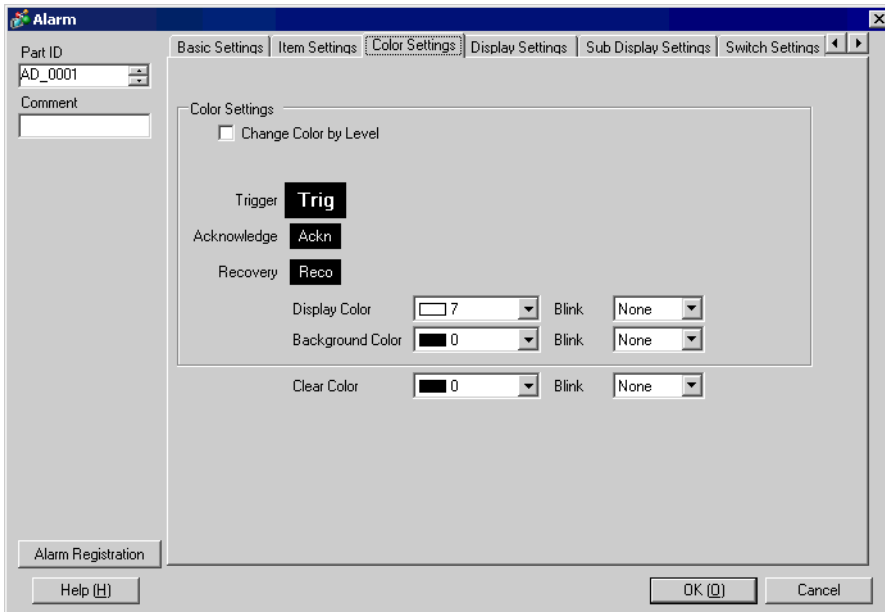 Alarm
Part ID
AD_0001
Comment
Basic Settings Item Settings Color Settings Display Settings Sub Display Settings Switch Settings
Color Settings
Change Color by Level
Trigger Trig
Acknowledge Ackn
Recovery Reco
Display Color 7 Blink None
Background Color 0 Blink None
Clear Color 0 Blink None
Alarm Registration
Help (H) OK (O) Cancel